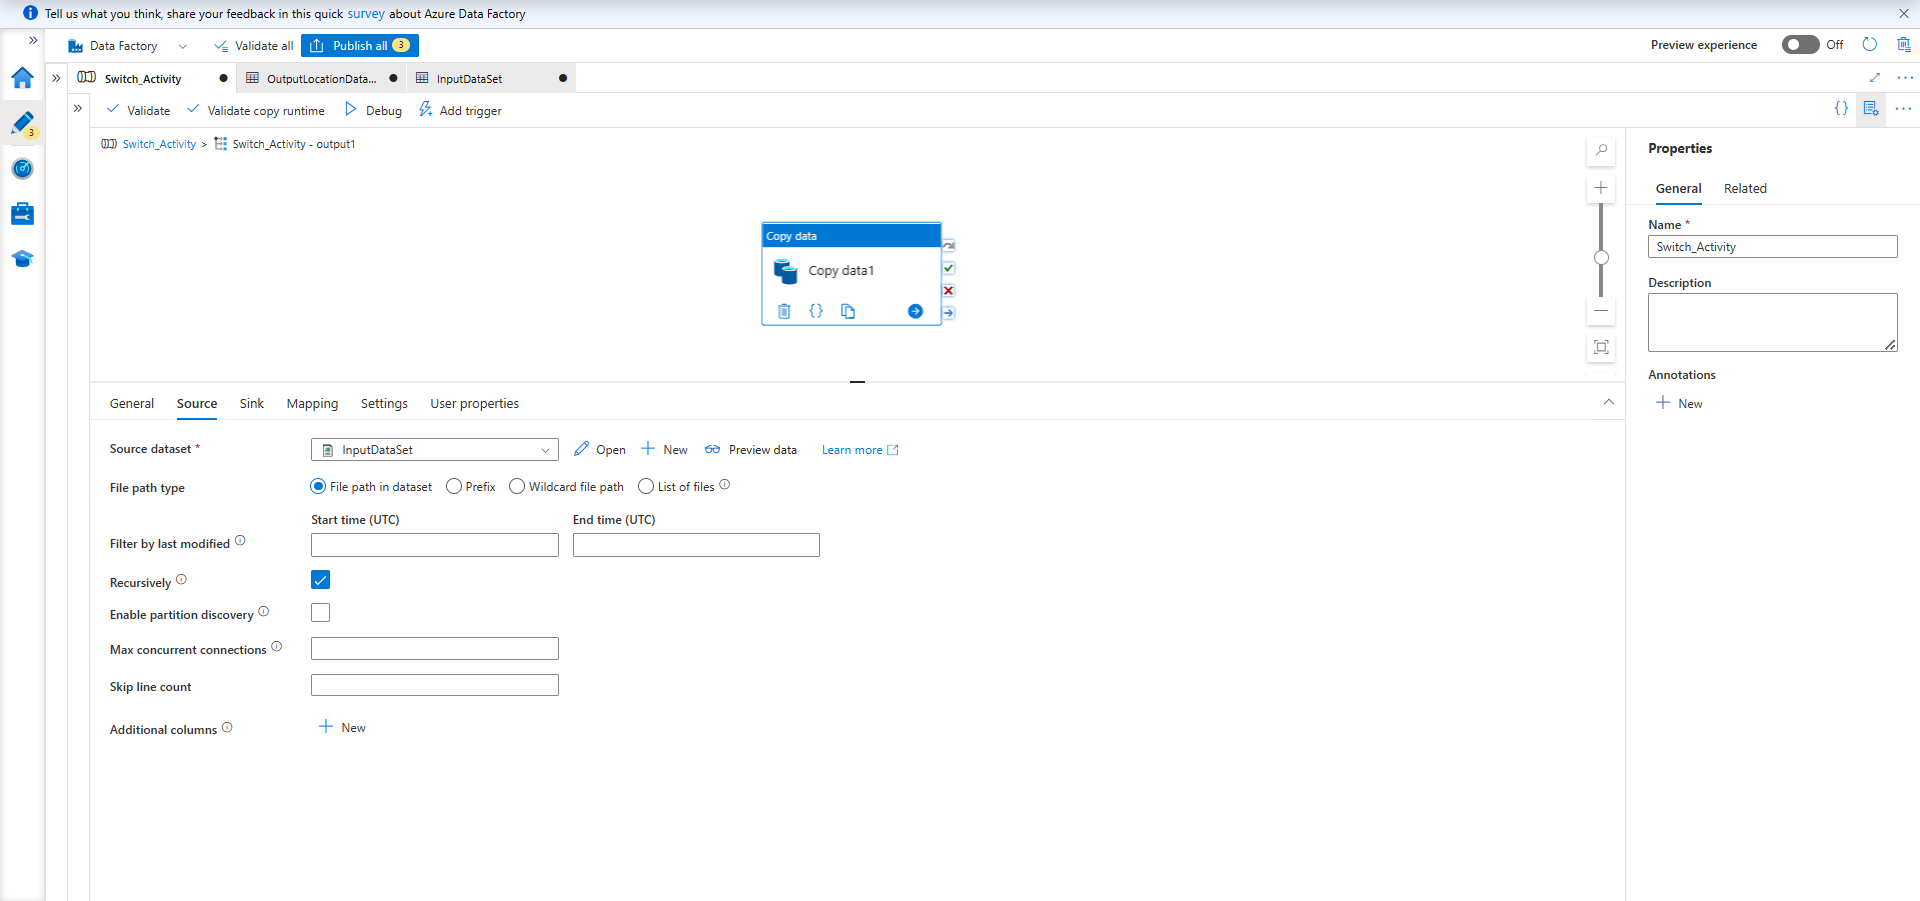 Tell us what you think, share your feedback in this quick survey about Azure Data Factory
Data Factory
Validate all
Publish all 3
Preview experience
Off
Switch_Activity
OutputLocationData...
InputDataSet
Validate
Validate copy runtime
Debug
Add trigger
3
Switch_Activity > Switch_Activity - output1
Copy data
Copy data1
Properties
General
Related
Name *
Switch_Activity
Description
Annotations
New
General
Source
Sink
Mapping
Settings
User properties
Source dataset *
InputDataSet
Open
New
Preview data
Learn more
File path type
File path in dataset
Prefix
Wildcard file path
List of files
Start time (UTC)
End time (UTC)
Filter by last modified
Recursively
Enable partition discovery
Max concurrent connections
Skip line count
Additional columns
New